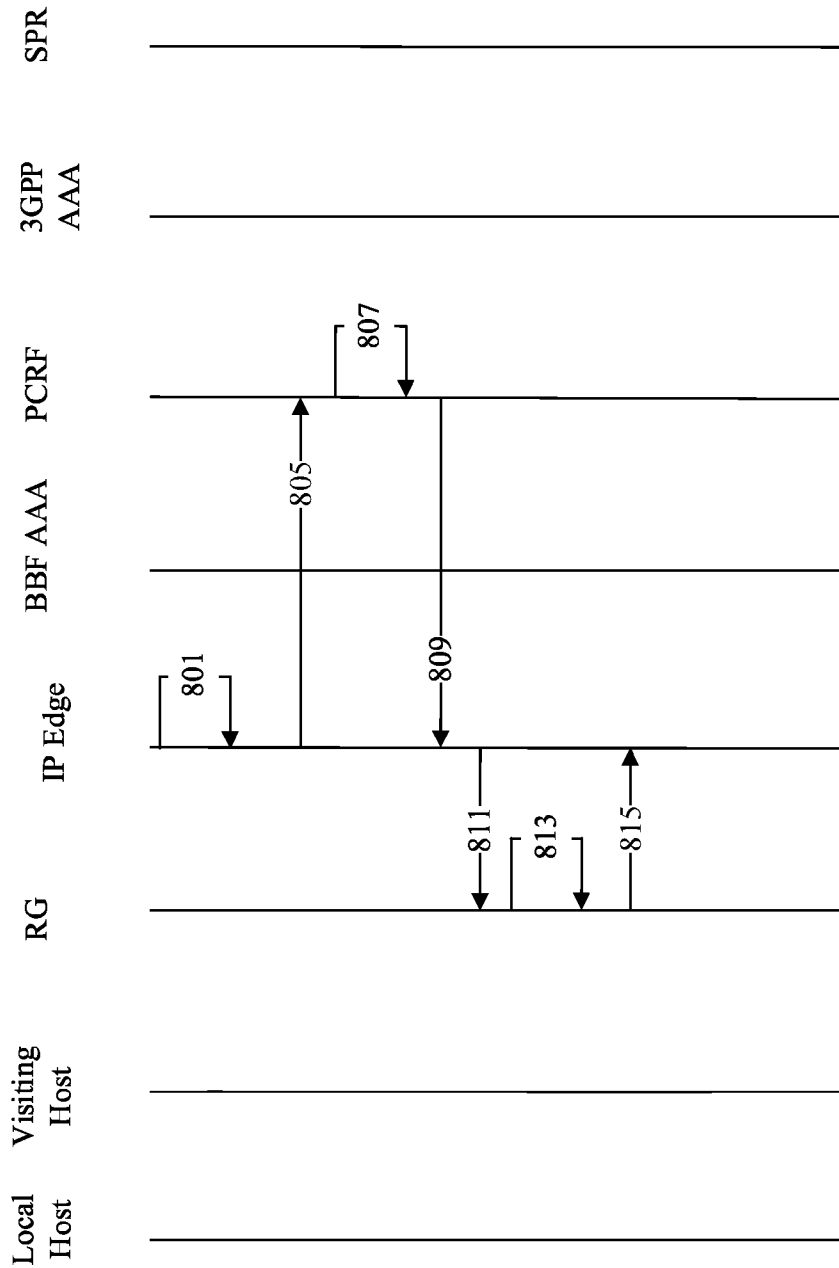 Local
Host
Visiting
Host
RG
IP Edge
BBF AAA
PCRF
3GPP
AAA
SPR
801
805
807
809
811
813
815